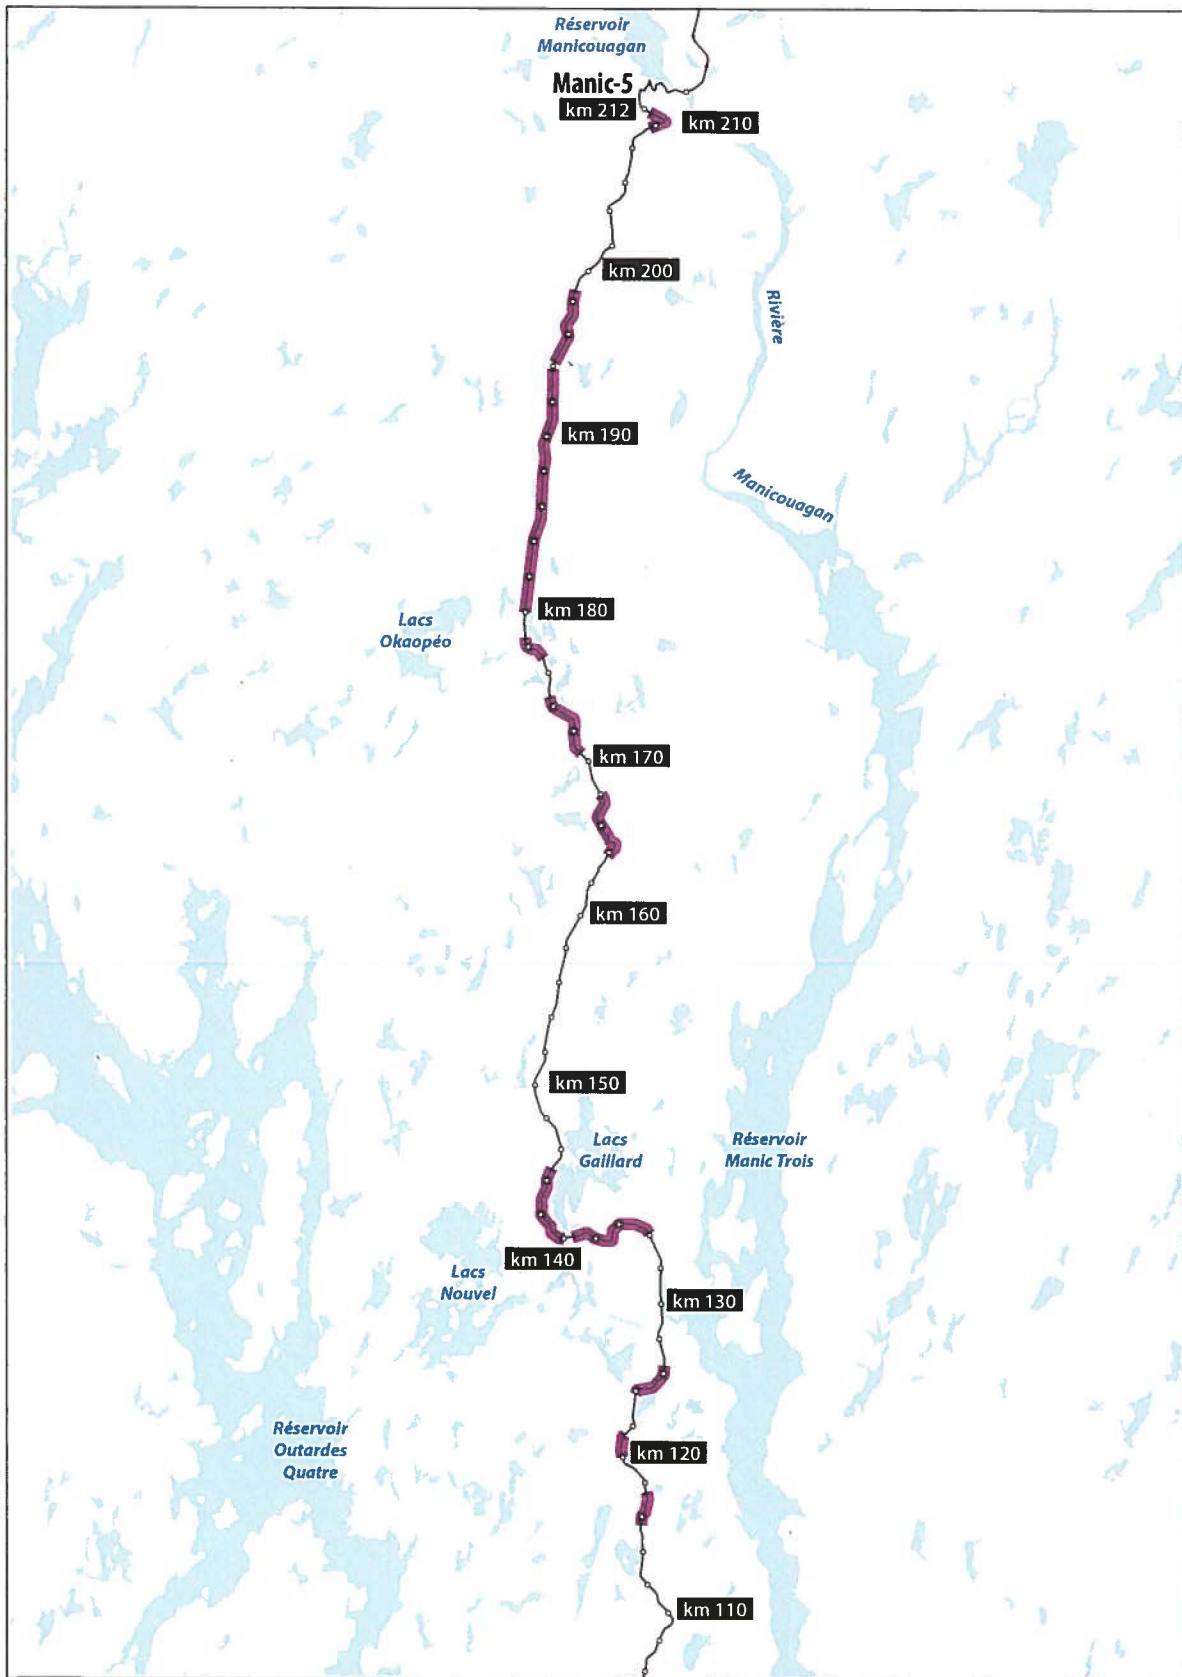 Réservoir
Manicouagan
Manic-5
km 212
km 210
km 200
Rivière
km 190
Manicouagan
km 180
Lacs
Okaopéo
km 170
km 160
km 150
Lacs
Gaillard
Réservoir
Manic Trois
km 140
Lacs
Nouvel
km 130
Réservoir
Outardes
Quatre
km 120
km 110